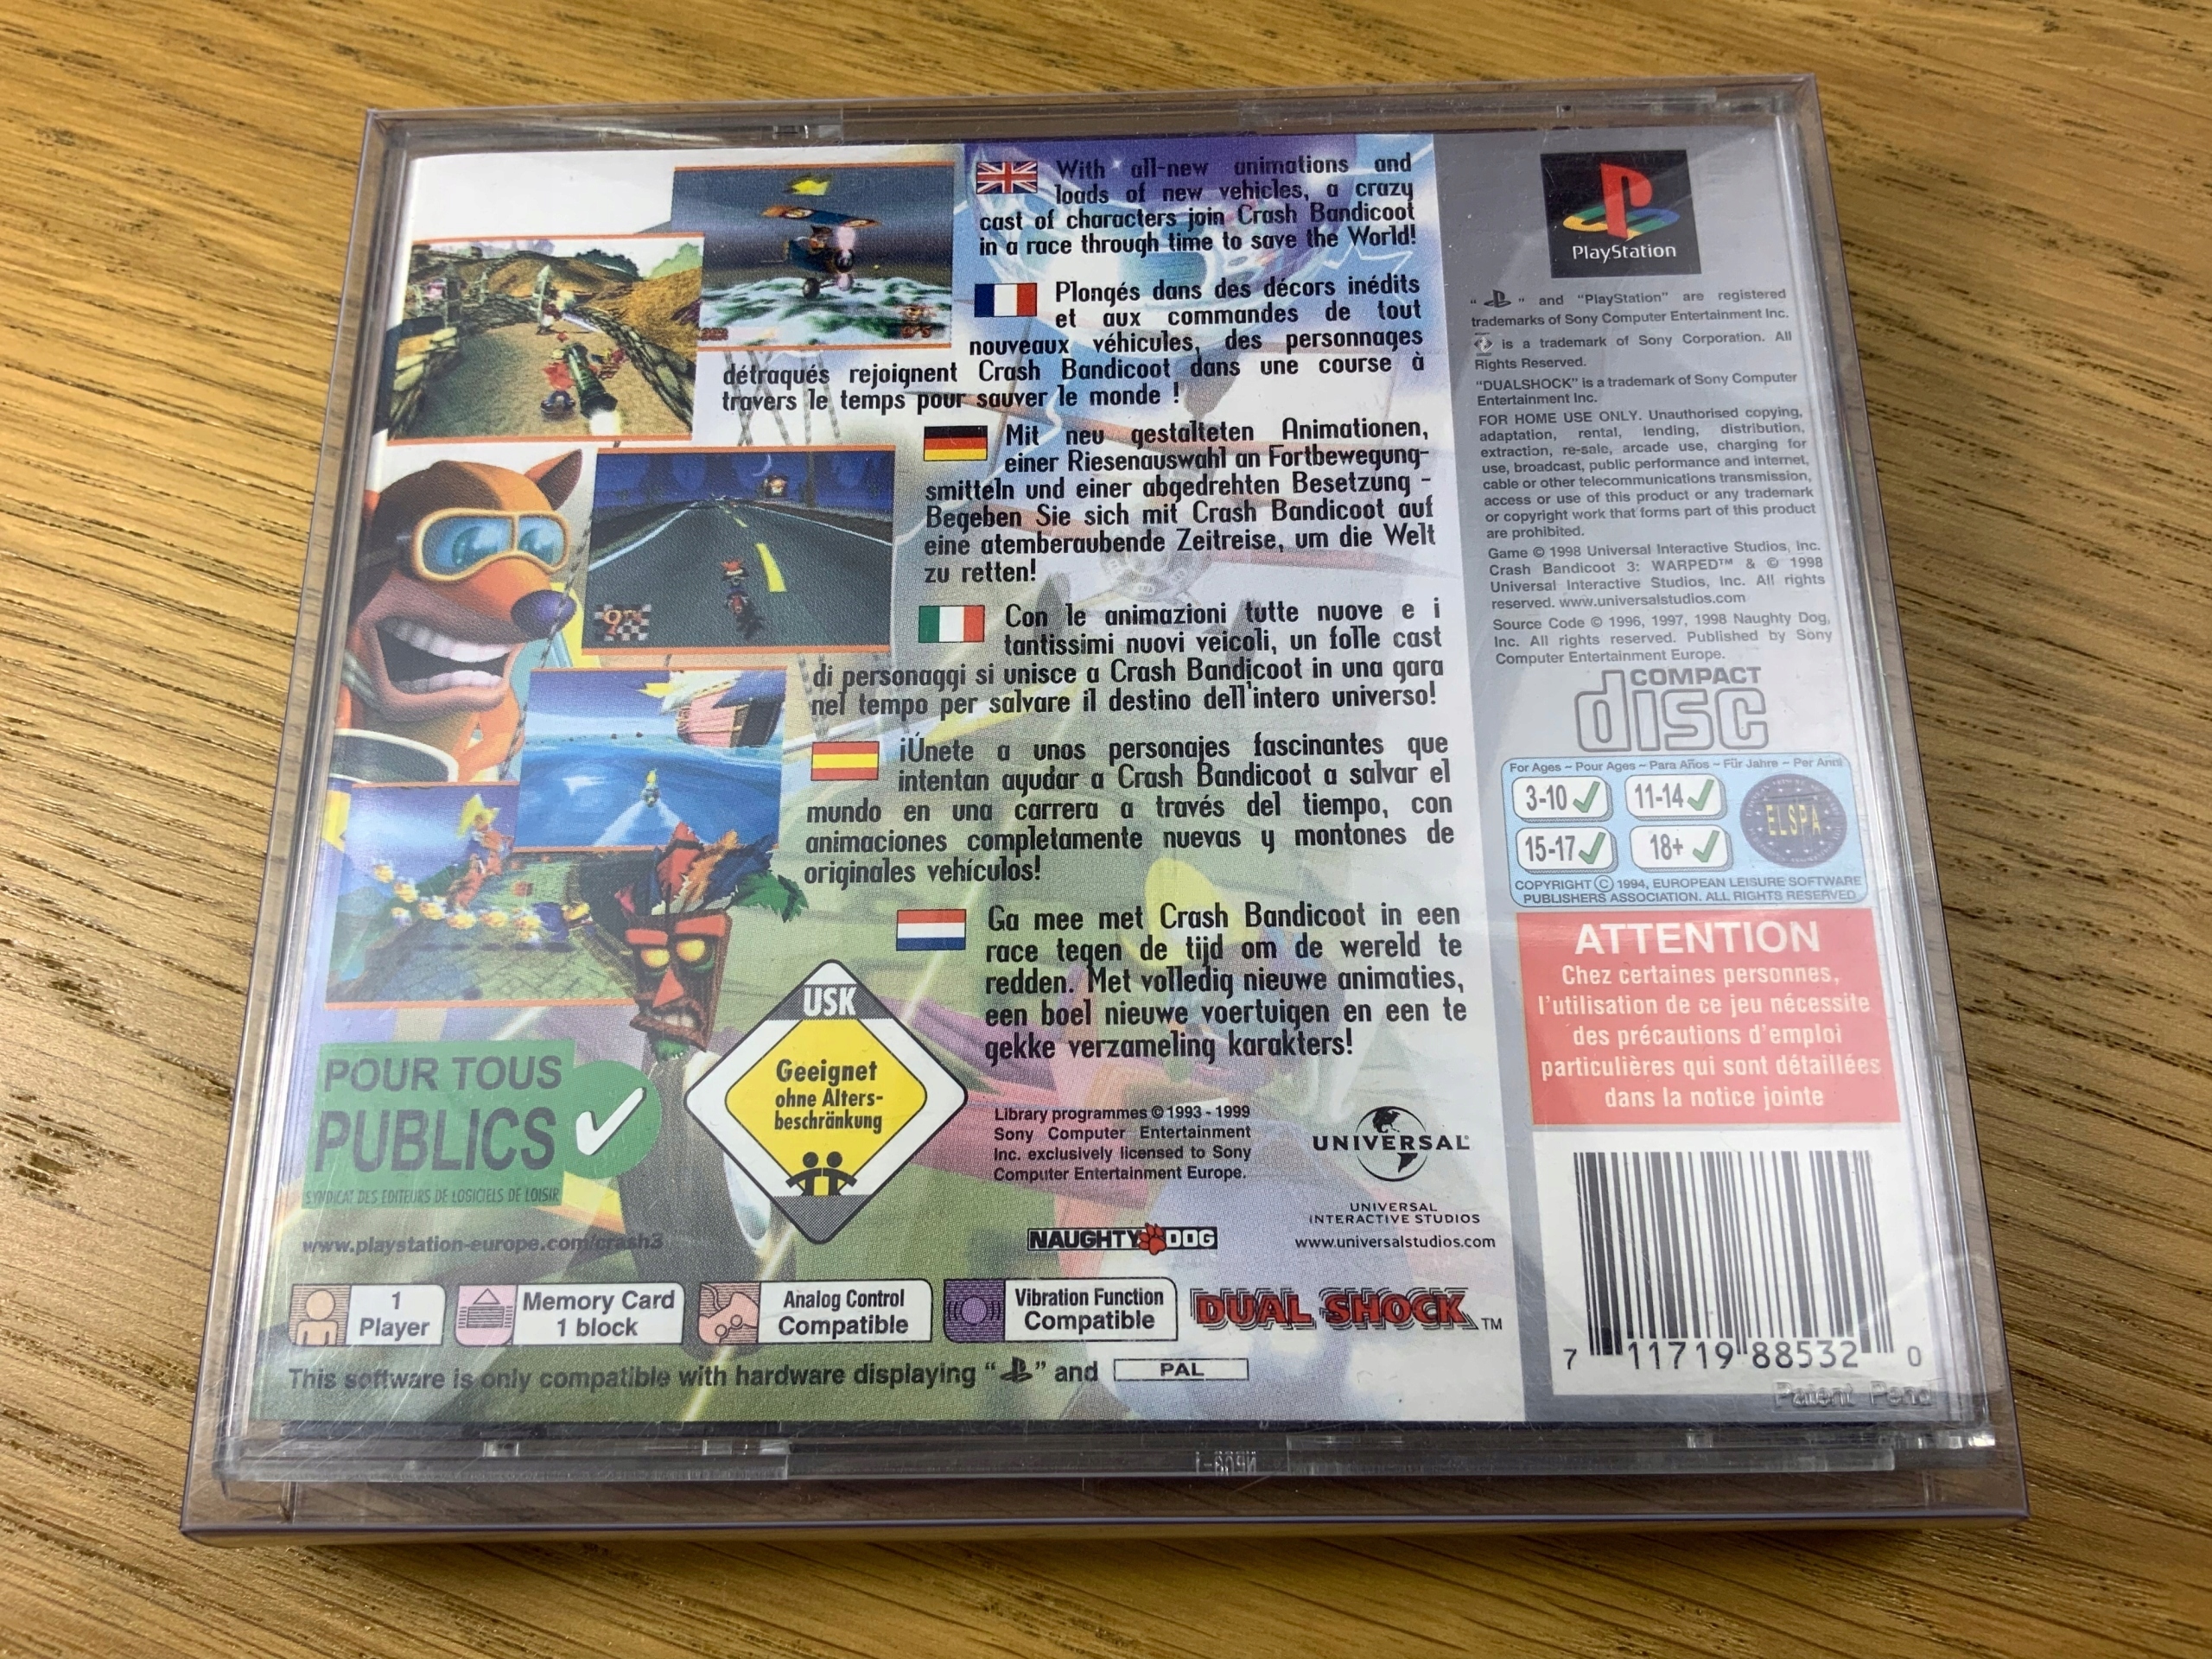 With all-new animations and
loads of new vehicles, a crazy
cast of characters join Crash Bandicoot
in a race through time to save the World!
Plongés dans des décors inédits
et aux commandes de tout
nouveaux véhicules, des personnages
détraqués rejoignent Crash Bandicoot dans une course à
travers le temps pour sauver le monde !
Mit neu gestalteten Animationen,
einer Riesenauswahl an Fortbewegung-
smitteln und einer abgedrehten Besetzung -
Begeben Sie sich mit Crash Bandicoot auf
eine atemberaubende Zeitreise, um die Welt
zu retten!
Con le animazioni tutte nuove e i
tantissimi nuovi veicoli, un folle cast
di personaggi si unisce a Crash Bandicoot in una gara
nel tempo per salvare il destino dell'intero universo!
¡Únete a unos personajes fascinantes que
intentan ayudar a Crash Bandicoot a salvar el
mundo en una carrera a través del tiempo, con
animaciones completamente nuevas y montones de
originales vehículos!
Ga mee met Crash Bandicoot in een
race tegen de tijd om de wereld te
redden. Met volledig nieuwe animaties,
een boel nieuwe voertuigen en een te
gekke verzameling karakters!
POUR TOUS
PUBLICS
SYNDICAT DES EDITEURS DE LOGICIELS DE LOISIR
www.playstation-europe.com/crash3
USK
Geeignet
ohne Alters-
beschränkung
Library programmes © 1993 - 1999
Sony Computer Entertainment
Inc. exclusively licensed to Sony
Computer Entertainment Europe.
NAUGHTY DOG
UNIVERSAL
UNIVERSAL
INTERACTIVE STUDIOS
www.universalstudios.com
1
Player
Memory Card
1 block
Analog Control
Compatible
Vibration Function
Compatible
DUAL SHOCK™
This software is only compatible with hardware displaying " " and PAL
PlayStation
" " and "PlayStation" are registered
trademarks of Sony Computer Entertainment Inc.
is a trademark of Sony Corporation. All
Rights Reserved.
"DUALSHOCK" is a trademark of Sony Computer
Entertainment Inc.
FOR HOME USE ONLY. Unauthorised copying,
adaptation, rental, lending, distribution,
extraction, re-sale, arcade use, charging for
use, broadcast, public performance and internet,
cable or other telecommunications transmission,
access or use of this product or any trademark
or copyright work that forms part of this product
are prohibited.
Game © 1998 Universal Interactive Studios, Inc.
Crash Bandicoot 3: WARPED™ & © 1998
Universal Interactive Studios, Inc. All rights
reserved. www.universalstudios.com
Source Code © 1996, 1997, 1998 Naughty Dog,
Inc. All rights reserved. Published by Sony
Computer Entertainment Europe.
COMPACT
disc
For Ages ~ Pour Ages ~ Para Años ~ Für Jahre ~ Per Anni
3-10 11-14
15-17 18+
ELSPA
COPYRIGHT © 1994, EUROPEAN LEISURE SOFTWARE
PUBLISHERS ASSOCIATION. ALL RIGHTS RESERVED
ATTENTION
Chez certaines personnes,
l'utilisation de ce jeu nécessite
des précautions d'emploi
particulières qui sont détaillées
dans la notice jointe
7 11719 88532 0
Patent Pend